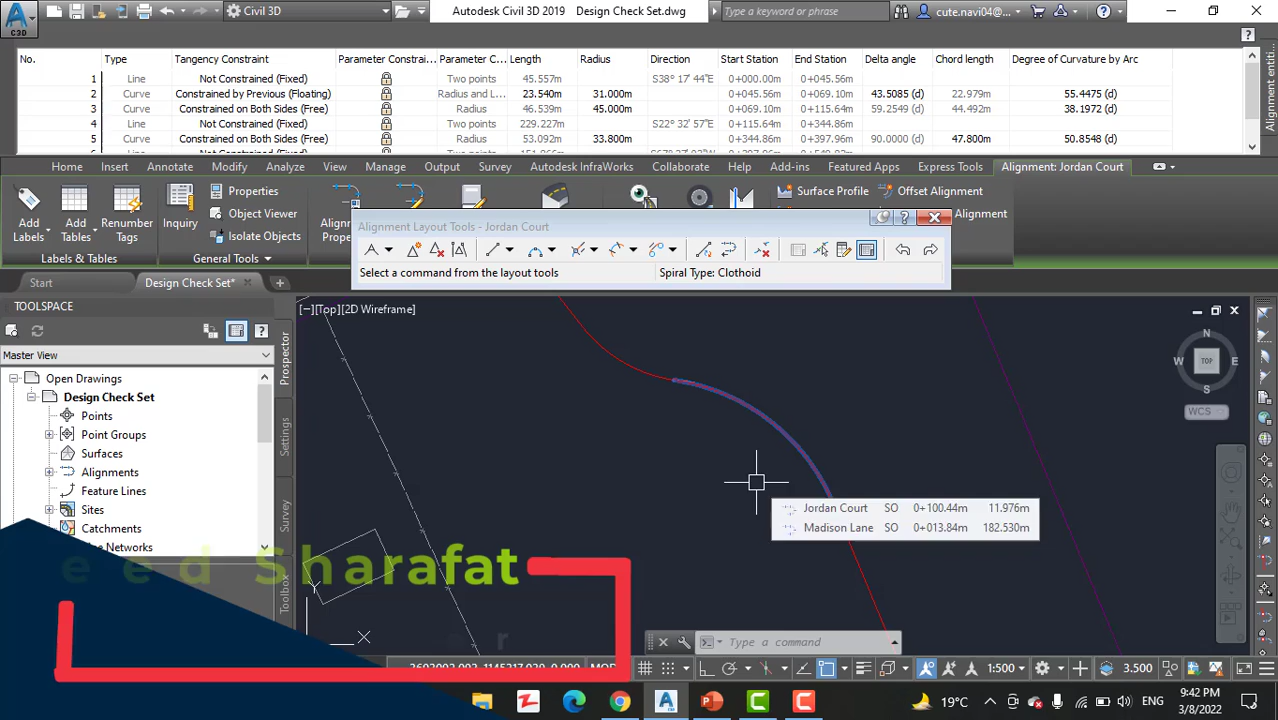 Autodesk Civil 3D 2019 Design Check Set.dwg
Civil 3D
Type a keyword or phrase
cute.navi04@...
C3D
No. Type Tangency Constraint Parameter Constrai... Parameter C... Length Radius Direction Start Station End Station Delta angle Chord length Degree of Curvature by Arc
1 Line Not Constrained (Fixed) Two points 45.557m S38° 17' 44"E 0+000.00m 0+045.56m
2 Curve Constrained by Previous (Floating) Radius and L... 23.540m 31.000m 0+045.56m 0+069.10m 43.5085 (d) 22.979m 55.4475 (d)
3 Curve Constrained on Both Sides (Free) Radius 46.539m 45.000m 0+069.10m 0+115.64m 59.2549 (d) 44.492m 38.1972 (d)
4 Line Not Constrained (Fixed) Two points 229.227m S22° 32' 57"E 0+115.64m 0+344.86m
5 Curve Constrained on Both Sides (Free) Radius 53.092m 33.800m 0+344.86m 0+397.96m 90.0000 (d) 47.800m 50.8548 (d)
Alignment enti...
Home Insert Annotate Modify Analyze View Manage Output Survey Autodesk InfraWorks Collaborate Help Add-ins Featured Apps Express Tools Alignment: Jordan Court
Add Labels
Add Tables
Renumber Tags
Inquiry
Properties
Object Viewer
Isolate Objects
Surface Profile
Offset Alignment
Alignment
Labels & Tables
General Tools
Alignment Layout Tools - Jordan Court
Select a command from the layout tools
Spiral Type: Clothoid
Start
Design Check Set*
TOOLSPACE
[−][Top][2D Wireframe]
Master View
Open Drawings
Design Check Set
Points
Point Groups
Surfaces
Alignments
Feature Lines
Sites
Catchments
Networks
Prospector
Settings
Survey
Toolbox
N
W
TOP
E
S
WCS
Jordan Court SO 0+100.44m 11.976m
Madison Lane SO 0+013.84m 182.530m
eed Sharafat
r
Y
X
Type a command
1:500
3.500
19°C
ENG
9:42 PM
3/8/2022